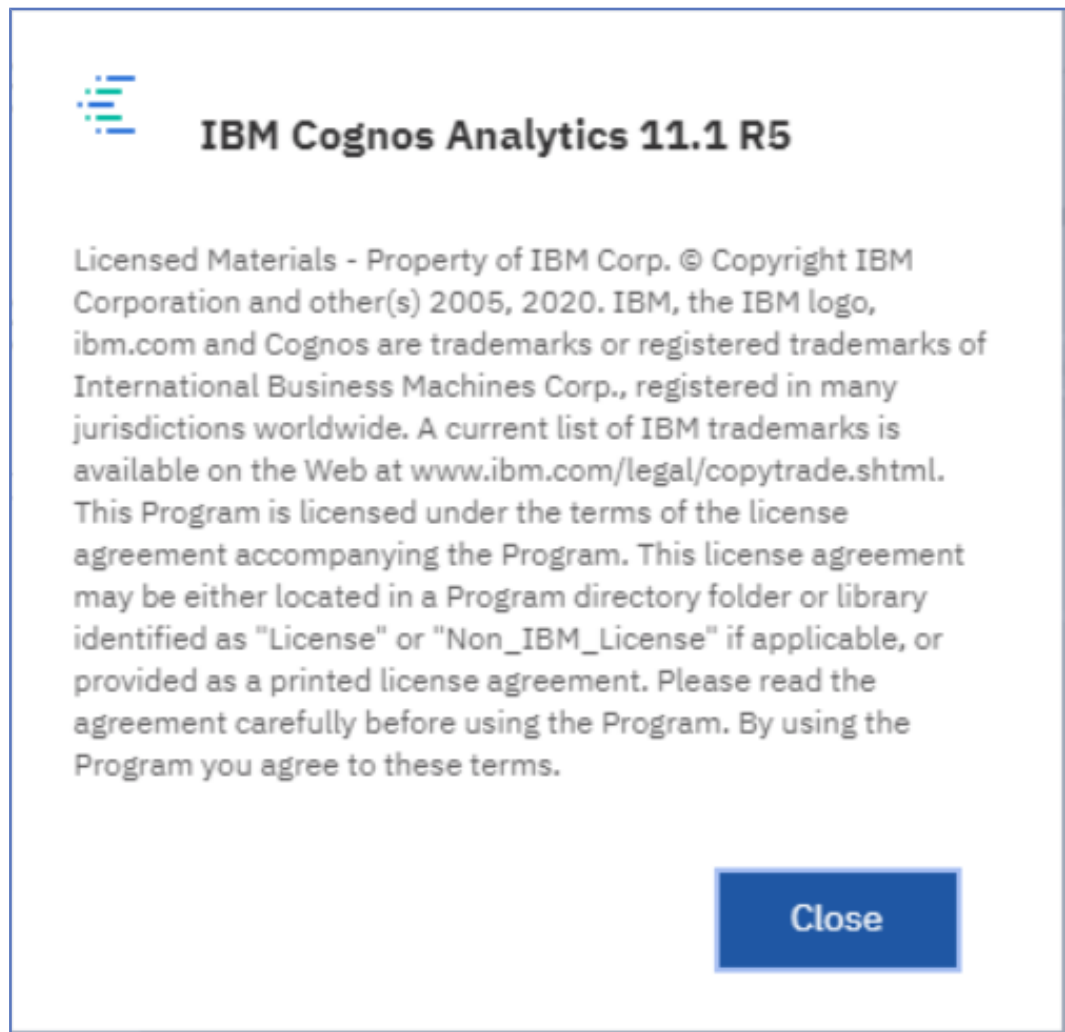 IBM Cognos Analytics 11.1 R5
Licensed Materials - Property of IBM Corp. © Copyright IBM
Corporation and other(s) 2005, 2020. IBM, the IBM logo,
ibm.com and Cognos are trademarks or registered trademarks of
International Business Machines Corp., registered in many
jurisdictions worldwide. A current list of IBM trademarks is
available on the Web at www.ibm.com/legal/copytrade.shtml.
This Program is licensed under the terms of the license
agreement accompanying the Program. This license agreement
may be either located in a Program directory folder or library
identified as "License" or "Non_IBM_License" if applicable, or
provided as a printed license agreement. Please read the
agreement carefully before using the Program. By using the
Program you agree to these terms.
Close